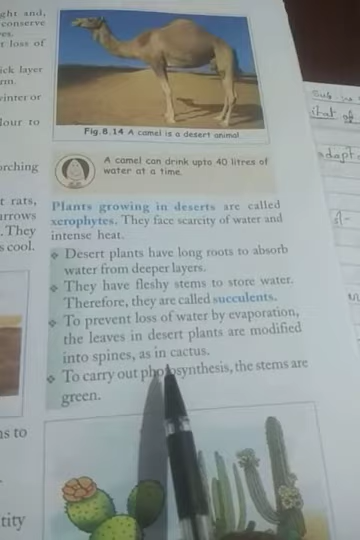 ght and,
conserve
t loss of
ick layer
rm.
winter or
lour to
orching
t rats,
urrows
. They
s cool.
ns to
tity
Fig.8.14 A camel is a desert animal
A camel can drink upto 40 litres of
water at a time.
Plants growing in deserts are called
xerophytes. They face scarcity of water and
intense heat.
Desert plants have long roots to absorb
water from deeper layers.
They have fleshy stems to store water.
Therefore, they are called succulents.
To prevent loss of water by evaporation,
the leaves in desert plants are modified
into spines, as in cactus.
To carry out photosynthesis, the stems are
green.
adapt